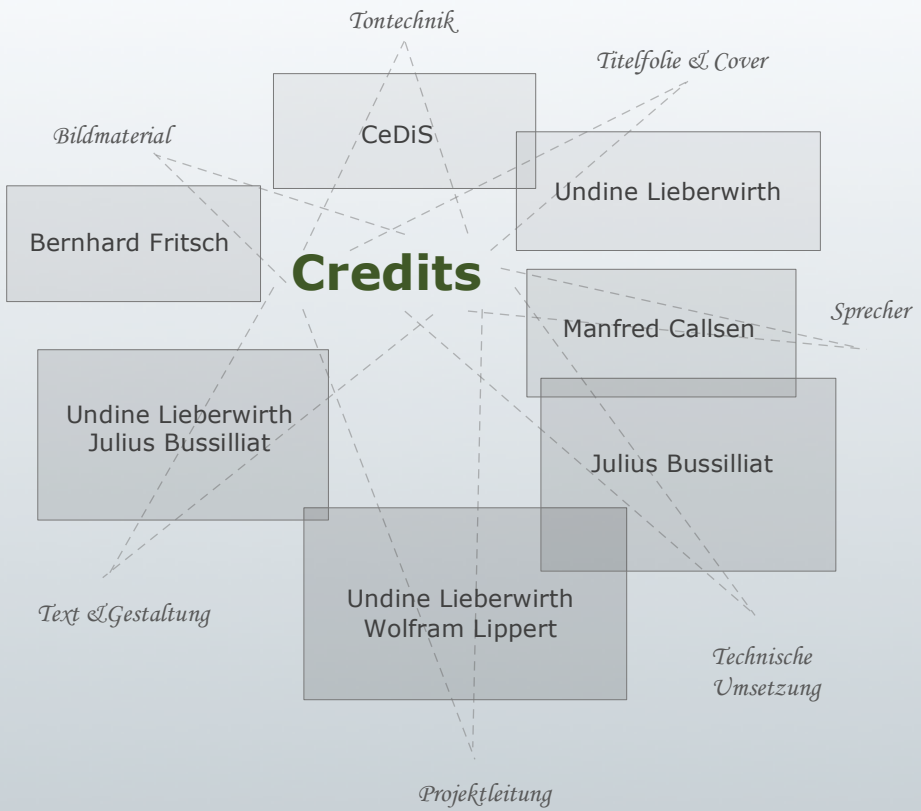 Tontechnik
CeDiS
Titelfolie & Cover
Undine Lieberwirth
Bildmaterial
Bernhard Fritsch
Credits
Manfred Callsen
Sprecher
Undine Lieberwirth
Julius Bussilliat
Text &Gestaltung
Julius Bussilliat
Technische
Umsetzung
Undine Lieberwirth
Wolfram Lippert
Projektleitung